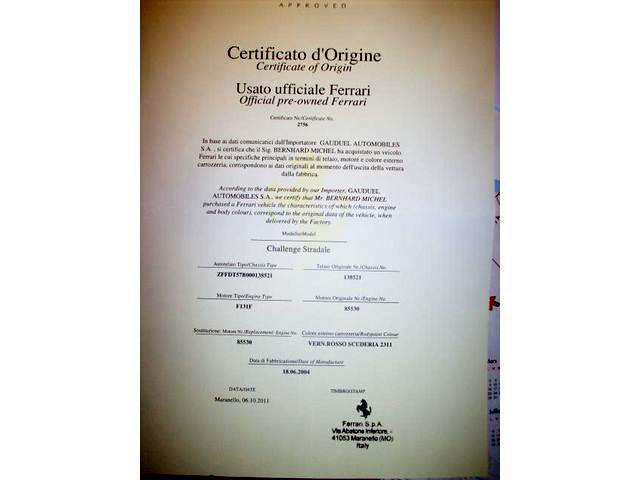 APPROVED
Certificato d'Origine
Certificate of Origin
Usato ufficiale Ferrari
Official pre-owned Ferrari
Certificato Nr./Certificate No.
2756
In base ai dati comunicatici dall'Importatore GAUDUEL AUTOMOBILES
S.A., si certifica che il Sig. BERNHARD MICHEL ha acquistato un veicolo
Ferrari le cui specifiche principali in termini di telaio, motore e colore esterno
carrozzeria, corrispondono ai dati originali al momento dell'uscita della vettura
dalla fabbrica.
According to the data provided by our Importer, GAUDUEL
AUTOMOBILES S.A., we certify that Mr. BERNHARD MICHEL
purchased a Ferrari vehicle the characteristics of which (chassis, engine
and body colour), correspond to the original data of the vehicle, when
delivered by the Factory.
Modello/Model
Challenge Stradale
Autotelaio Tipo/Chassis Type Telaio Originale Nr./Chassis No.
ZFFDT57B000138521 138521
Motore Tipo/Engine Type Motore Originale Nr./Engine No.
F131F 85530
Sostituzione: Motore Nr./Replacement: Engine No. Colore esterno carrozzeria/Bodypaint Colour
85530 VERN.ROSSO SCUDERIA 2311
Data di Fabbricazione/Date of Manufacture
18.06.2004
DATA/DATE TIMBRO/STAMP
Maranello, 06.10.2011
Ferrari S.p.A.
Via Abetone Inferiore, -
41053 Maranello (MO)
Italy